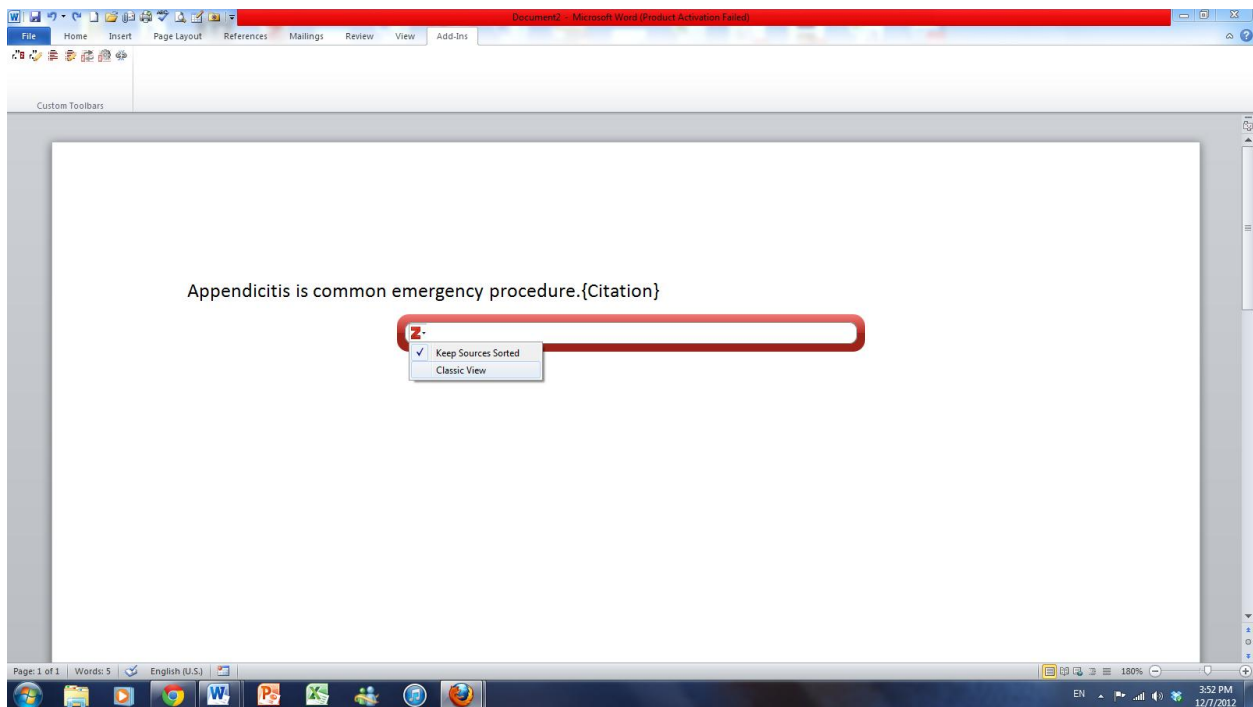 Document2 - Microsoft Word (Product Activation Failed)
File Home Insert Page Layout References Mailings Review View Add-Ins
Custom Toolbars
Appendicitis is common emergency procedure.{Citation}
Z
Keep Sources Sorted
Classic View
Page: 1 of 1 Words: 5 English (U.S.) 180%
EN 3:52 PM
12/7/2012